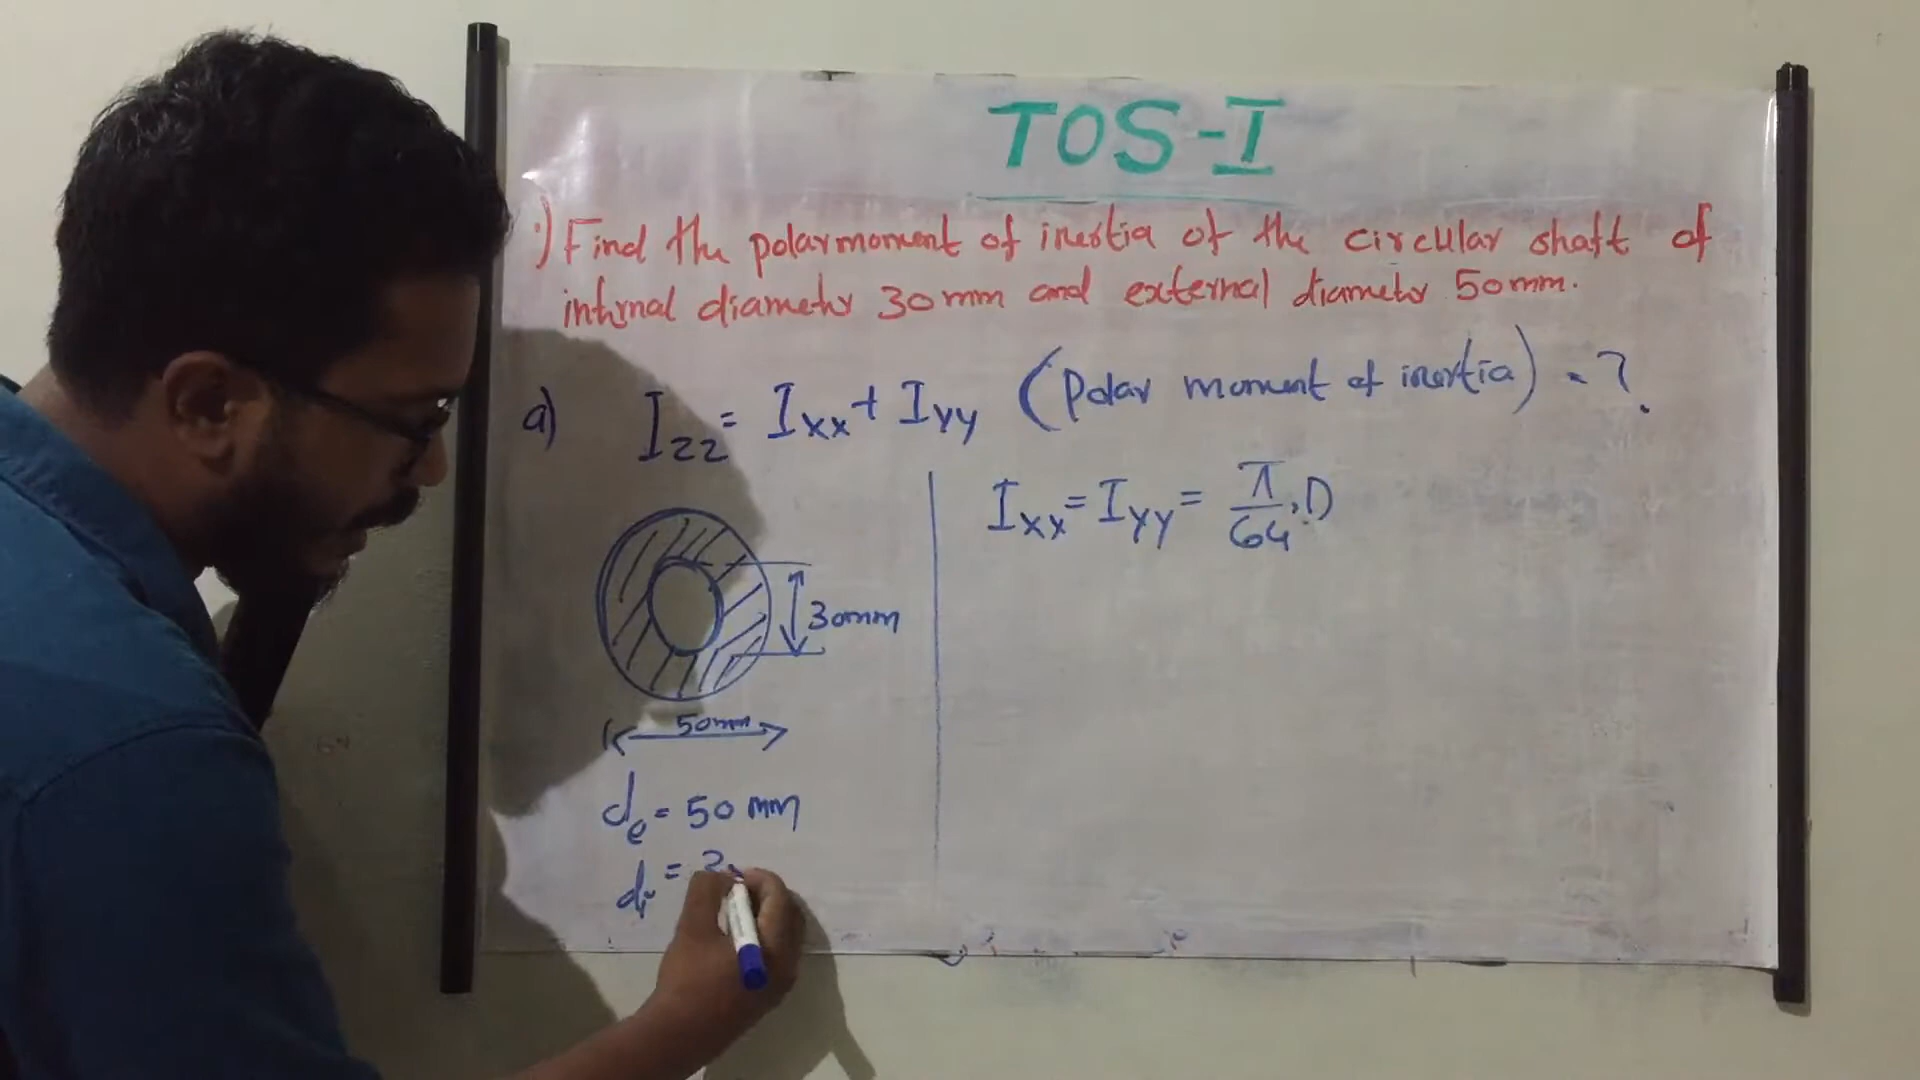 TOS-I
1) Find the polar moment of inertia of the circular shaft of
internal diameter 30mm and external diameter 50mm.
a) Izz = Ixx + Iyy (Polar moment of inertia) = ?
Ixx = Iyy = π/64 . D
30mm
50mm
de = 50 mm
di = 3